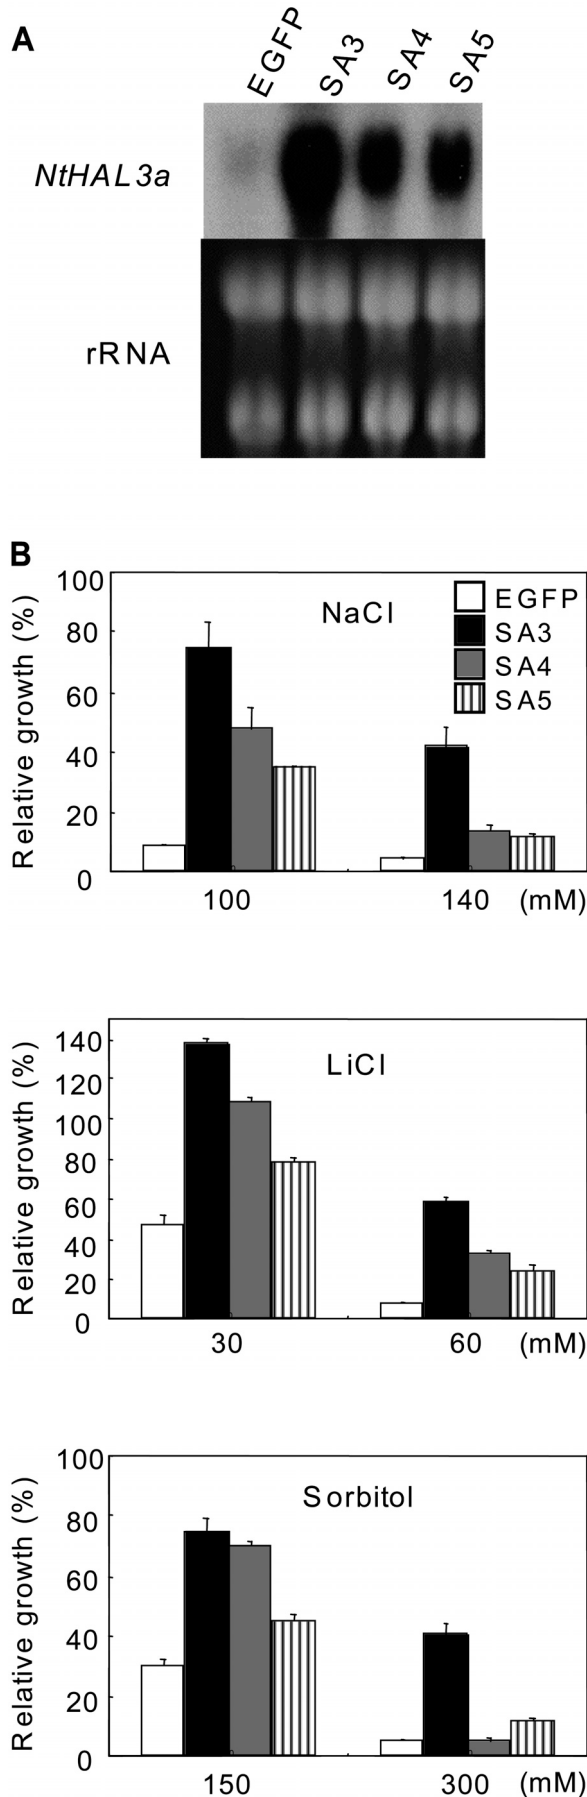 A
EGFP SA3 SA4 SA5
NtHAL3a
rRNA
B
Relative growth (%)
100
80
60
40
20
0
NaCl
EGFP
SA3
SA4
SA5
100 140 (mM)
Relative growth (%)
140
120
100
80
60
40
20
0
LiCl
30 60 (mM)
Relative growth (%)
100
80
60
40
20
0
Sorbitol
150 300 (mM)